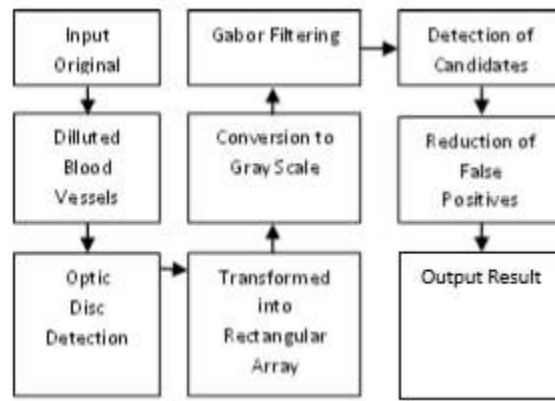 Input
Original
Dilluted
Blood
Vessels
Optic
Disc
Detection
Transformed
into
Rectangular
Array
Conversion to
Gray Scale
Gabor Filtering
Detection of
Candidates
Reduction of
False
Positives
Output Result